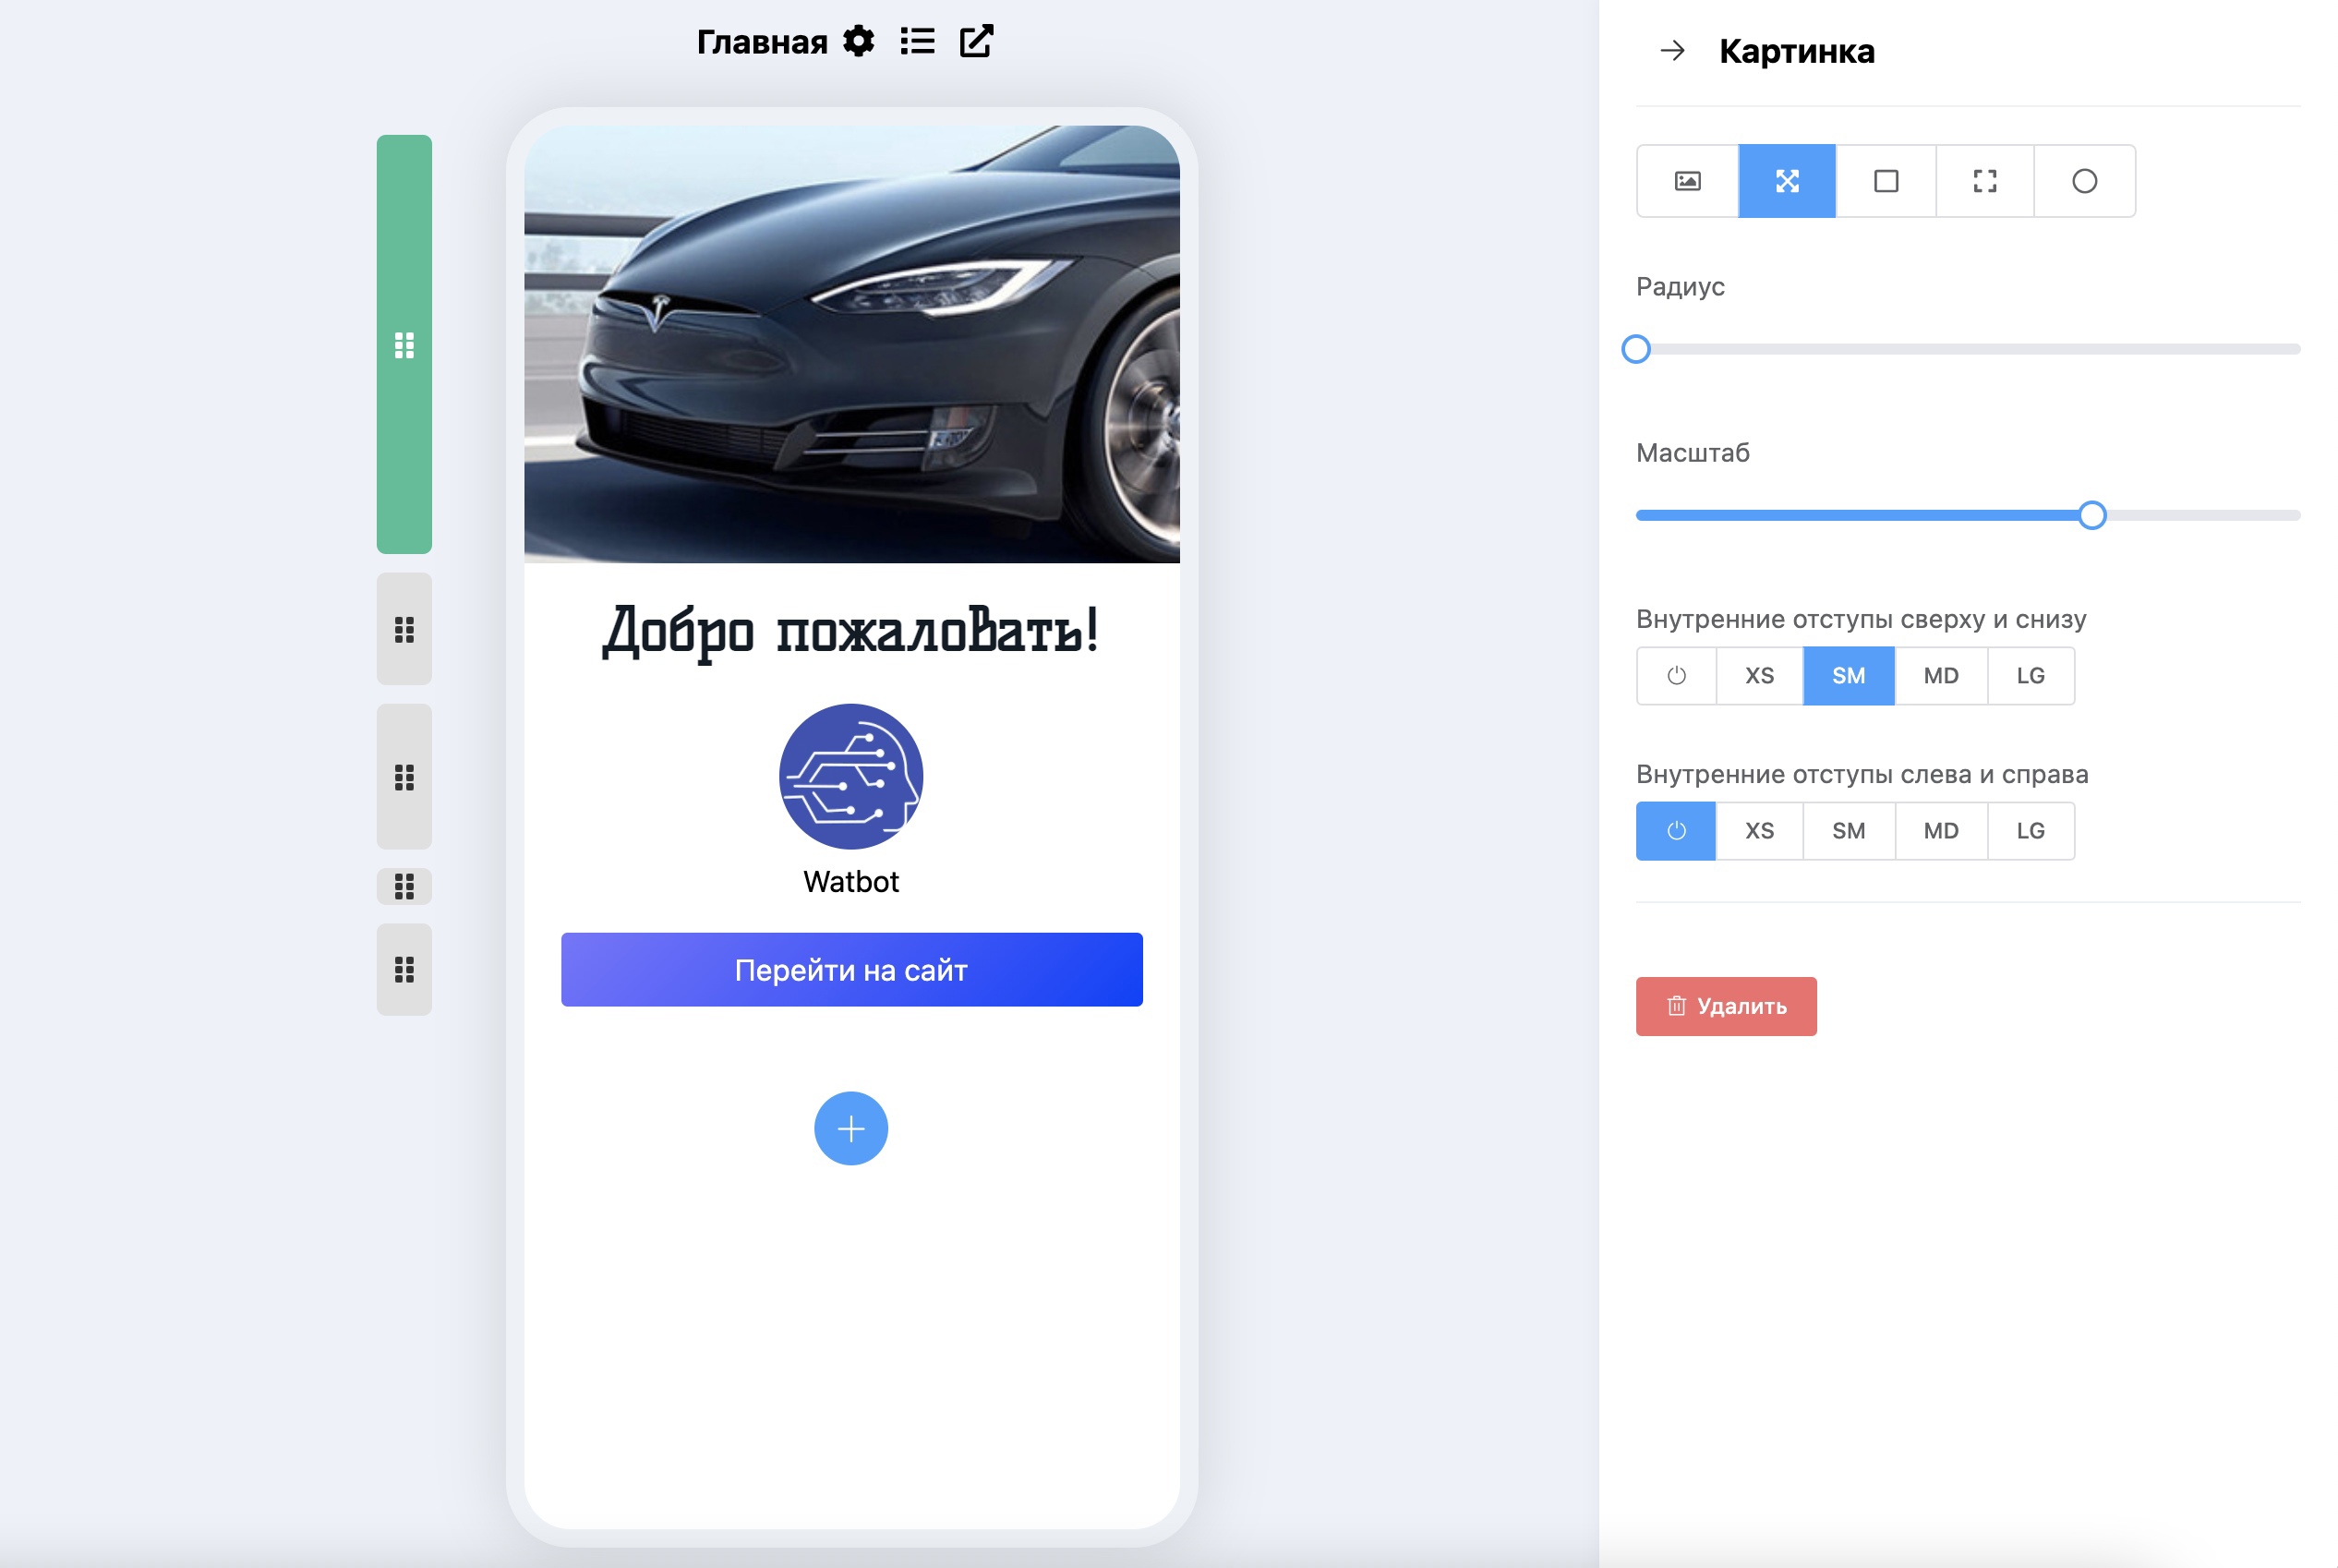 Главная
Добро пожаловать!
Watbot
Перейти на сайт
Картинка
Радиус
Масштаб
Внутренние отступы сверху и снизу
XS SM MD LG
Внутренние отступы слева и справа
XS SM MD LG
Удалить